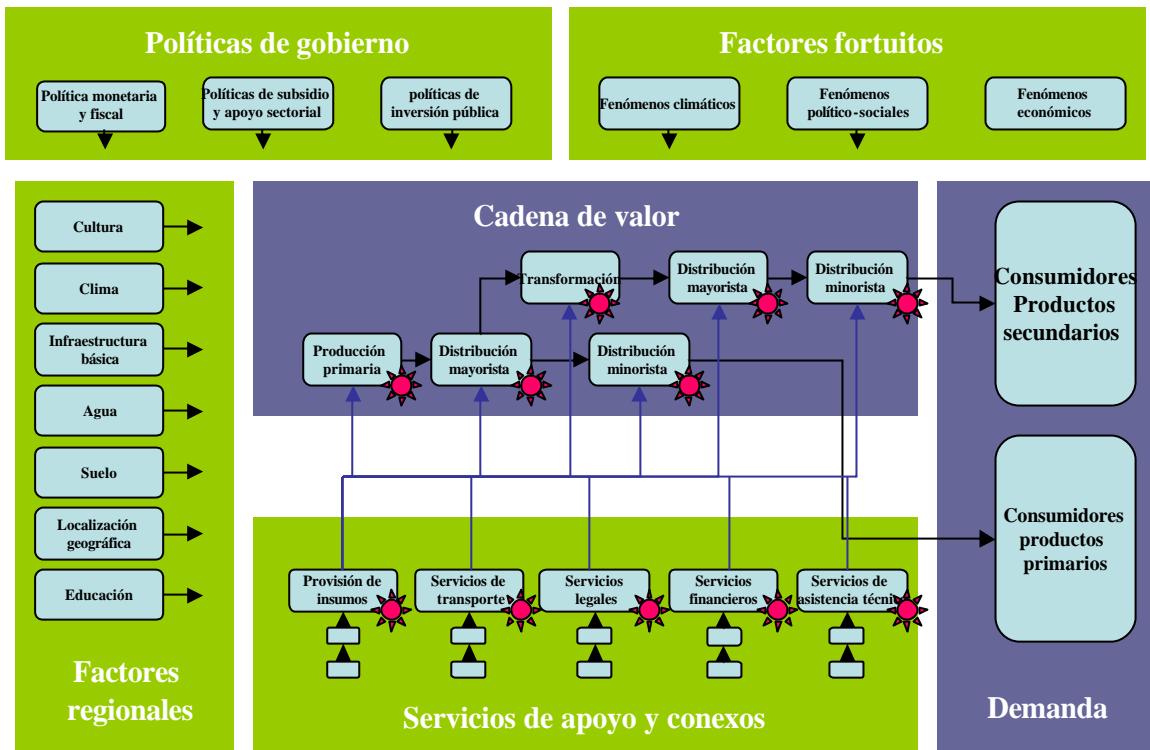 Políticas de gobierno
Política monetaria
y fiscal
Políticas de subsidio
y apoyo sectorial
políticas de
inversión pública
Factores fortuitos
Fenómenos climáticos
Fenómenos
político-sociales
Fenómenos
económicos
Cultura
Clima
Infraestructura
básica
Agua
Suelo
Localización
geográfica
Educación
Factores
regionales
Cadena de valor
Transformación
Distribución
mayorista
Distribución
minorista
Producción
primaria
Distribución
mayorista
Distribución
minorista
Provisión de
insumos
Servicios de
transporte
Servicios
legales
Servicios
financieros
Servicios de
asistencia técni
Servicios de apoyo y conexos
Consumidores
Productos
secundarios
Consumidores
productos
primarios
Demanda